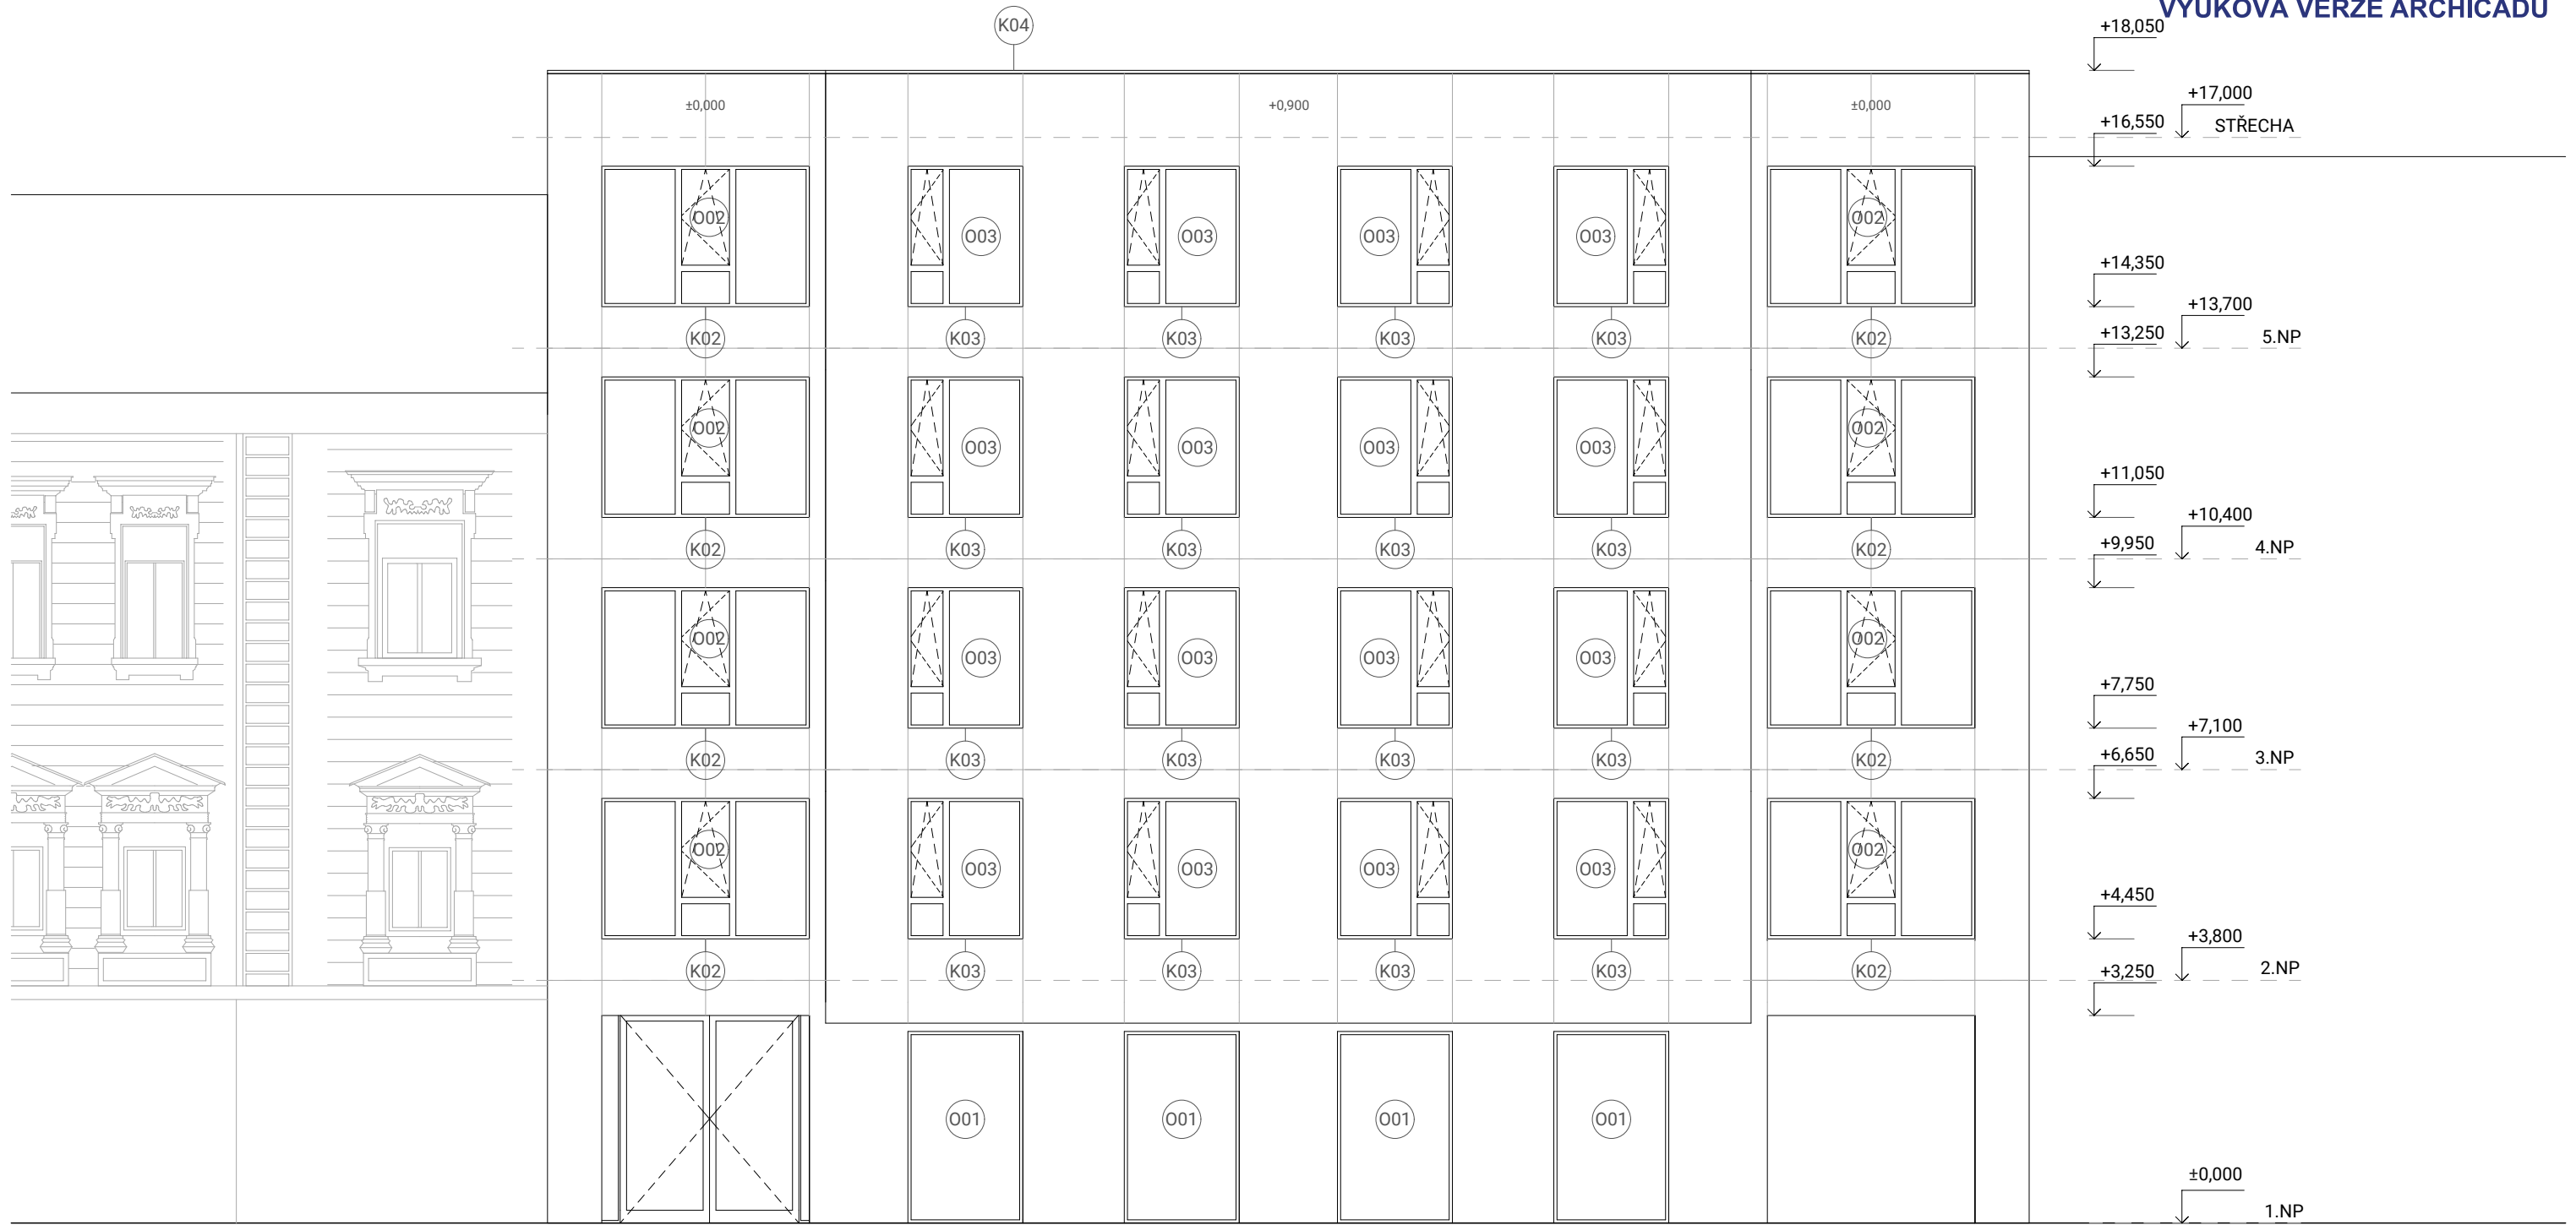 VÝUKOVÁ VERZE ARCHICADU
K04
+18,050
±0,000 +0,900 ±0,000
+17,000
+16,550 STŘECHA
O02 O03 O03 O03 O03 O02
+14,350
+13,700
K02 K03 K03 K03 K03 K02 +13,250 5.NP
O02 O03 O03 O03 O03 O02
+11,050
+10,400
K02 K03 K03 K03 K03 K02 +9,950 4.NP
O02 O03 O03 O03 O03 O02
+7,750
+7,100
K02 K03 K03 K03 K03 K02 +6,650 3.NP
O02 O03 O03 O03 O03 O02
+4,450
+3,800
K02 K03 K03 K03 K03 K02 +3,250 2.NP
O01 O01 O01 O01
±0,000
1.NP